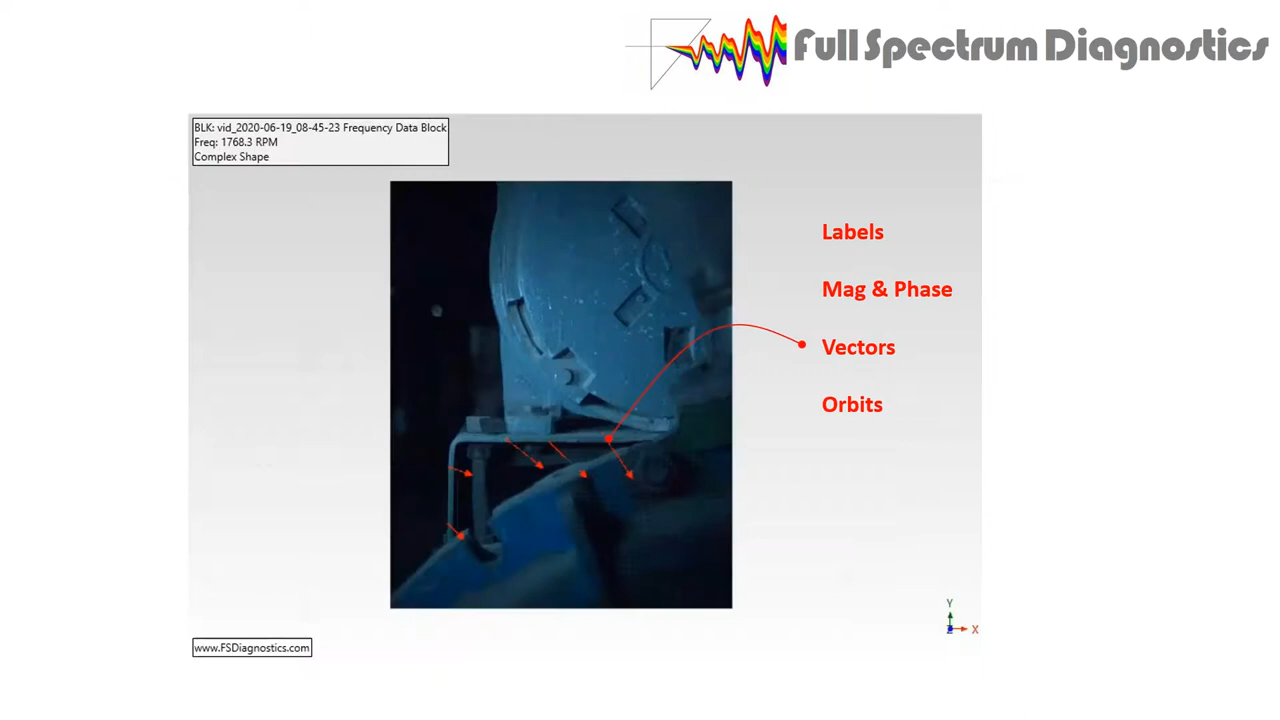 Full Spectrum Diagnostics
BLK: vid_2020-06-19_08-45-23 Frequency Data Block
Freq: 1768.3 RPM
Complex Shape
Labels
Mag & Phase
Vectors
Orbits
Y
Z
X
www.FSDiagnostics.com